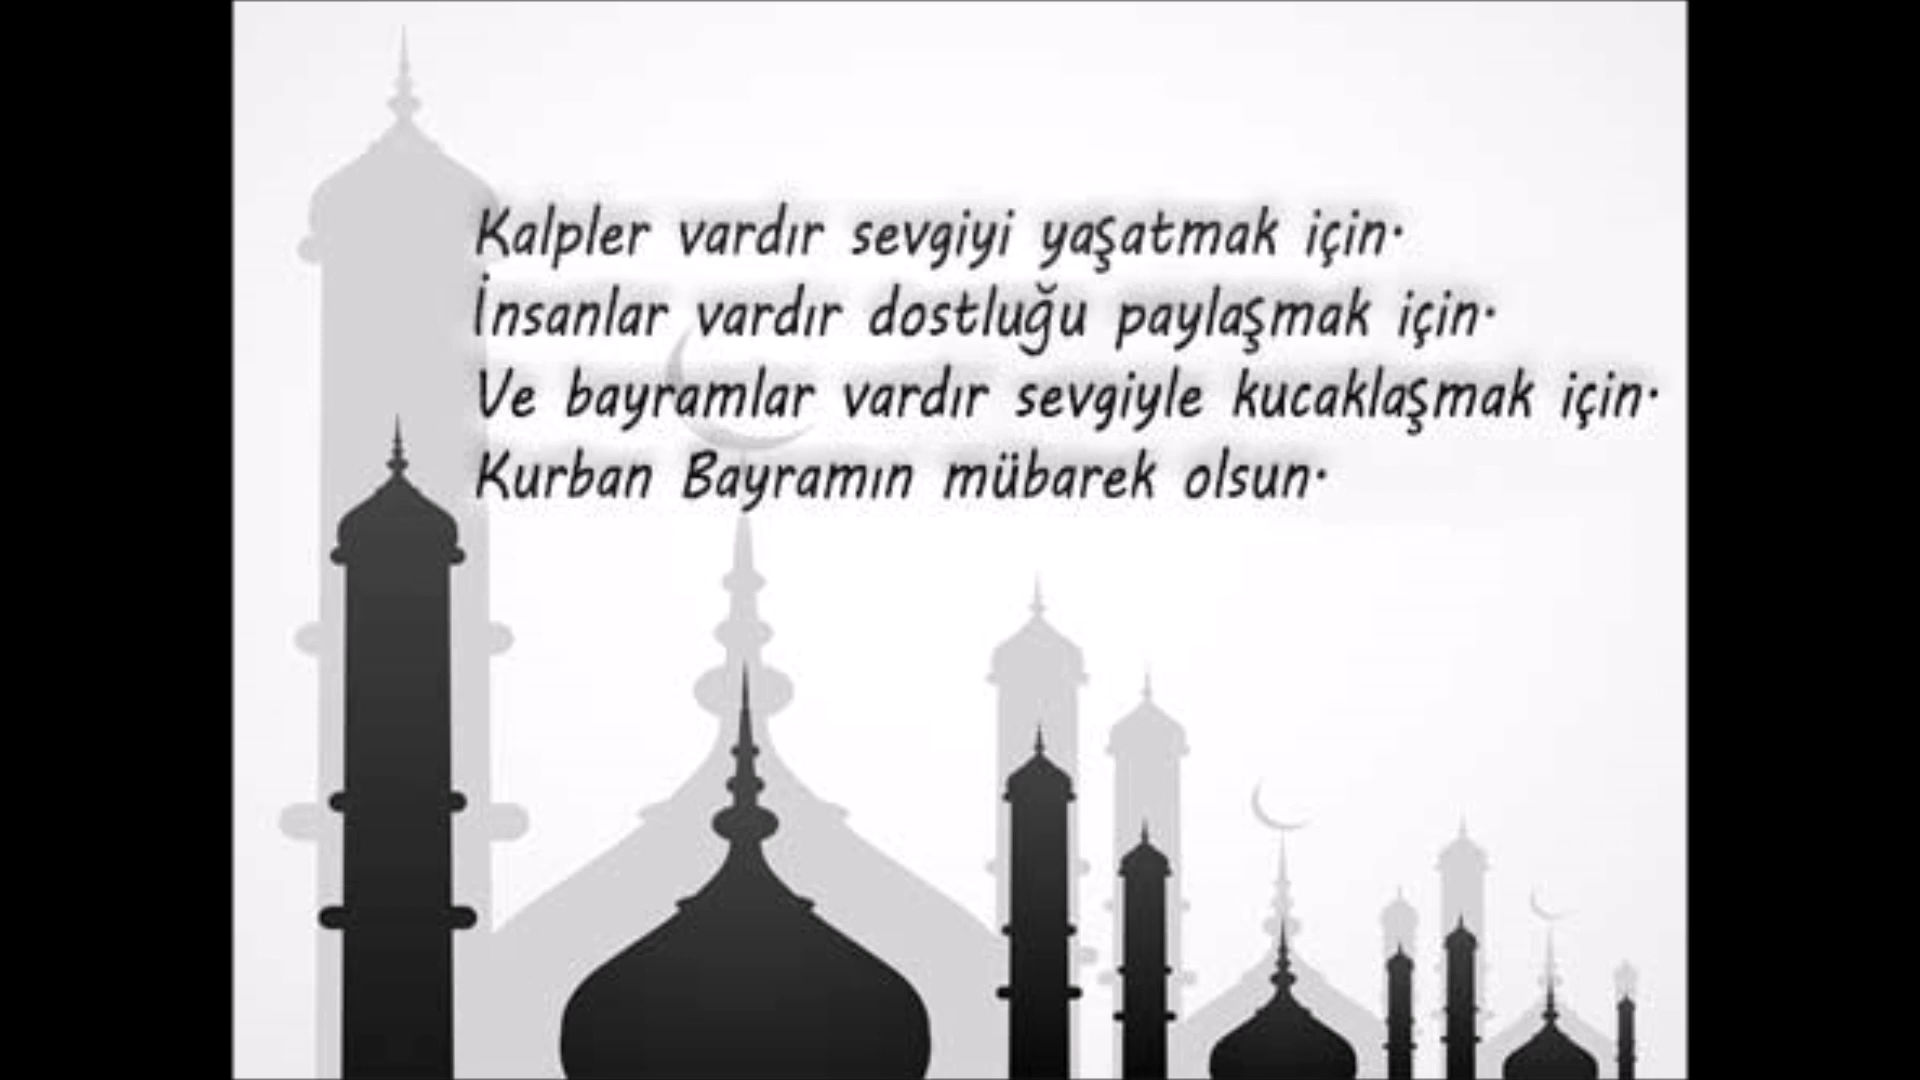 Kalpler vardır sevgiyi yaşatmak için.
İnsanlar vardır dostluğu paylaşmak için.
Ve bayramlar vardır sevgiyle kucaklaşmak için.
Kurban Bayramın mübarek olsun.